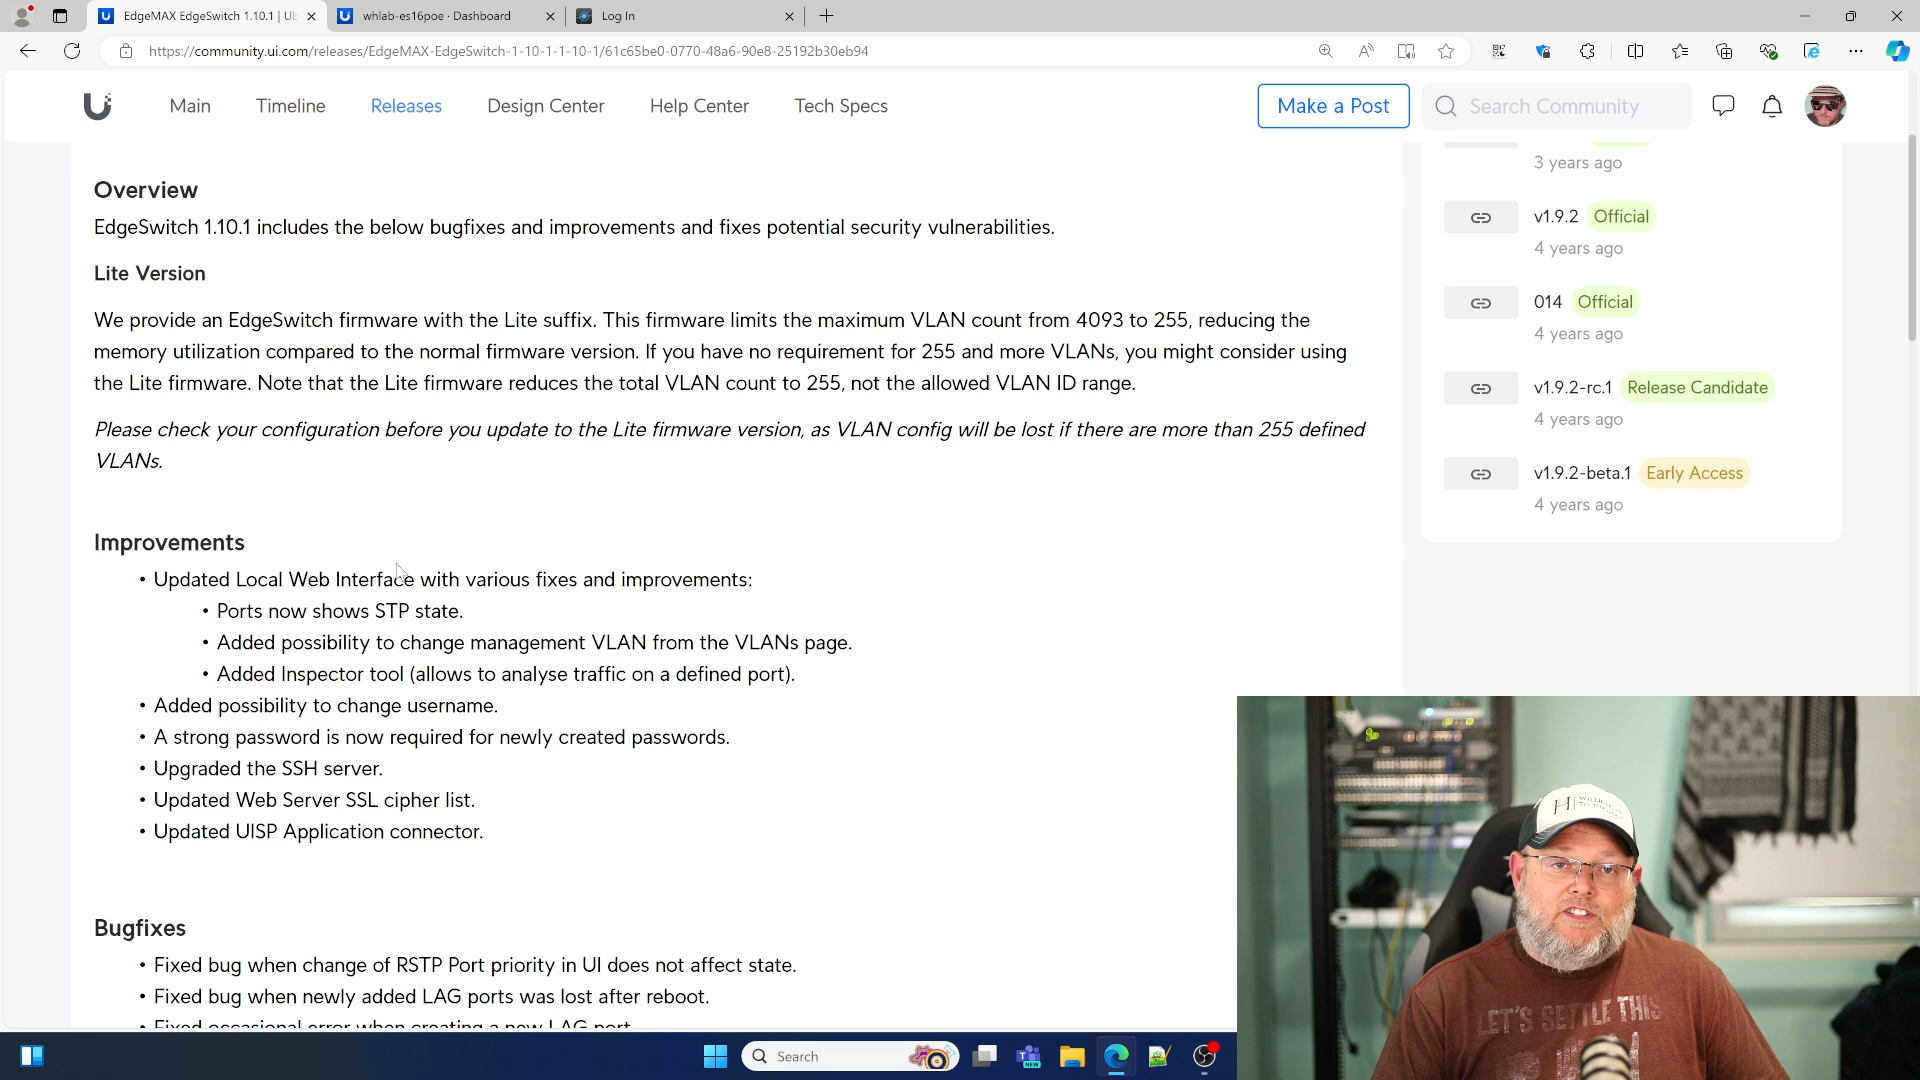 EdgeMAX EdgeSwitch 1.10.1 | Ub
whlab-es16poe · Dashboard
Log In
https://community.ui.com/releases/EdgeMAX-EdgeSwitch-1-10-1-1-10-1/61c65be0-0770-48a6-90e8-25192b30eb94
Main Timeline Releases Design Center Help Center Tech Specs
Make a Post
Search Community
Overview
EdgeSwitch 1.10.1 includes the below bugfixes and improvements and fixes potential security vulnerabilities.
Lite Version
We provide an EdgeSwitch firmware with the Lite suffix. This firmware limits the maximum VLAN count from 4093 to 255, reducing the
memory utilization compared to the normal firmware version. If you have no requirement for 255 and more VLANs, you might consider using
the Lite firmware. Note that the Lite firmware reduces the total VLAN count to 255, not the allowed VLAN ID range.
Please check your configuration before you update to the Lite firmware version, as VLAN config will be lost if there are more than 255 defined
VLANs.
Improvements
• Updated Local Web Interface with various fixes and improvements:
• Ports now shows STP state.
• Added possibility to change management VLAN from the VLANs page.
• Added Inspector tool (allows to analyse traffic on a defined port).
• Added possibility to change username.
• A strong password is now required for newly created passwords.
• Upgraded the SSH server.
• Updated Web Server SSL cipher list.
• Updated UISP Application connector.
Bugfixes
• Fixed bug when change of RSTP Port priority in UI does not affect state.
• Fixed bug when newly added LAG ports was lost after reboot.
• Fixed occasional error when creating a new LAG port
3 years ago
v1.9.2 Official
4 years ago
014 Official
4 years ago
v1.9.2-rc.1 Release Candidate
4 years ago
v1.9.2-beta.1 Early Access
4 years ago
LET'S SETTLE THIS
Search
NEW